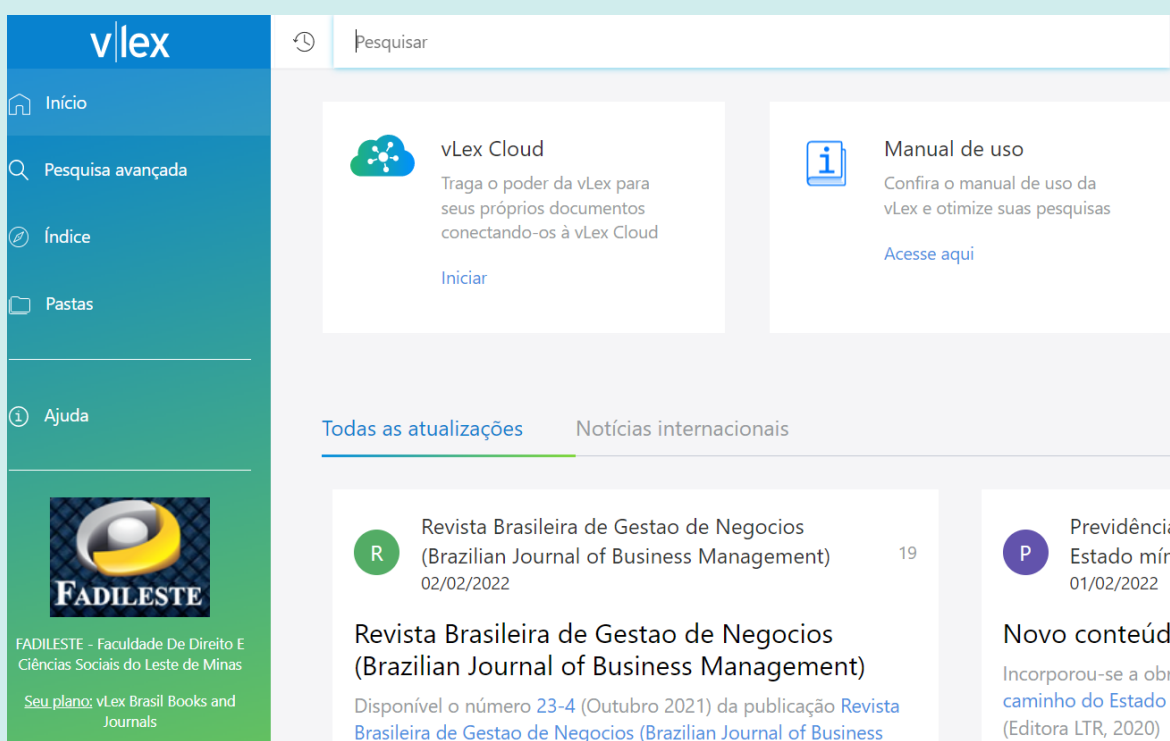 v|lex
Pesquisar
Início
Pesquisa avançada
Índice
Pastas
Ajuda
FADILESTE
FADILESTE - Faculdade De Direito E
Ciências Sociais do Leste de Minas
Seu plano: vLex Brasil Books and
Journals
vLex Cloud
Traga o poder da vLex para
seus próprios documentos
conectando-os à vLex Cloud
Iniciar
Manual de uso
Confira o manual de uso da
vLex e otimize suas pesquisas
Acesse aqui
Todas as atualizações
Notícias internacionais
R
Revista Brasileira de Gestao de Negocios
(Brazilian Journal of Business Management)
19
02/02/2022
Revista Brasileira de Gestao de Negocios
(Brazilian Journal of Business Management)
Disponível o número 23-4 (Outubro 2021) da publicação Revista
Brasileira de Gestao de Negocios (Brazilian Journal of Business
P
Previdência
Estado mín
01/02/2022
Novo conteúd
Incorporou-se a obr
caminho do Estado
(Editora LTR, 2020)